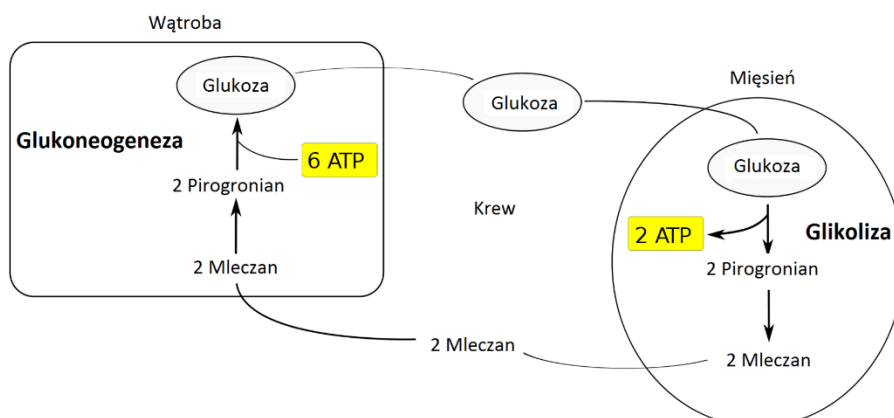 Wątroba
Glukoza
Glukoneogeneza
6 ATP
2 Pirogronian
2 Mleczan
Glukoza
Krew
2 Mleczan
Mięsień
Glukoza
2 ATP
Glikoliza
2 Pirogronian
2 Mleczan